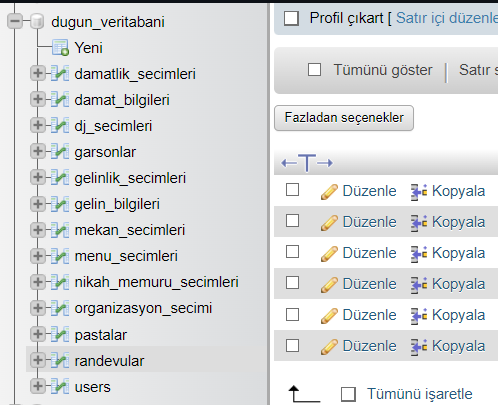 dugun_veritabani
Yeni
damatlik_secimleri
damat_bilgileri
dj_secimleri
garsonlar
gelinlik_secimleri
gelin_bilgileri
mekan_secimleri
menu_secimleri
nikah_memuru_secimleri
organizasyon_secimi
pastalar
randevular
users
Profil çıkart [ Satır içi düzenle
Tümünü göster | Satır s
Fazladan seçenekler
←T→
Düzenle Kopyala
Düzenle Kopyala
Düzenle Kopyala
Düzenle Kopyala
Düzenle Kopyala
Düzenle Kopyala
Tümünü işaretle